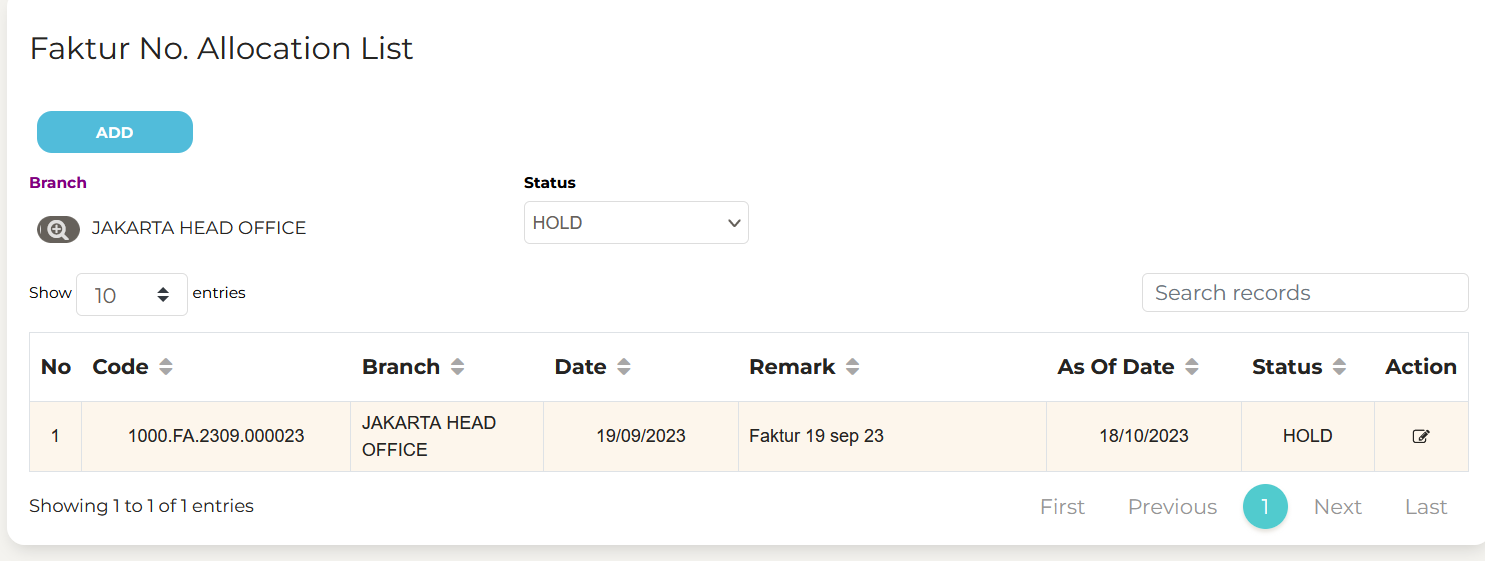 Faktur No. Allocation List
ADD
Branch
Status
JAKARTA HEAD OFFICE
HOLD
Show 10 entries
Search records
No Code Branch Date Remark As Of Date Status Action
1 1000.FA.2309.000023 JAKARTA HEAD OFFICE 19/09/2023 Faktur 19 sep 23 18/10/2023 HOLD
Showing 1 to 1 of 1 entries
First Previous 1 Next Last